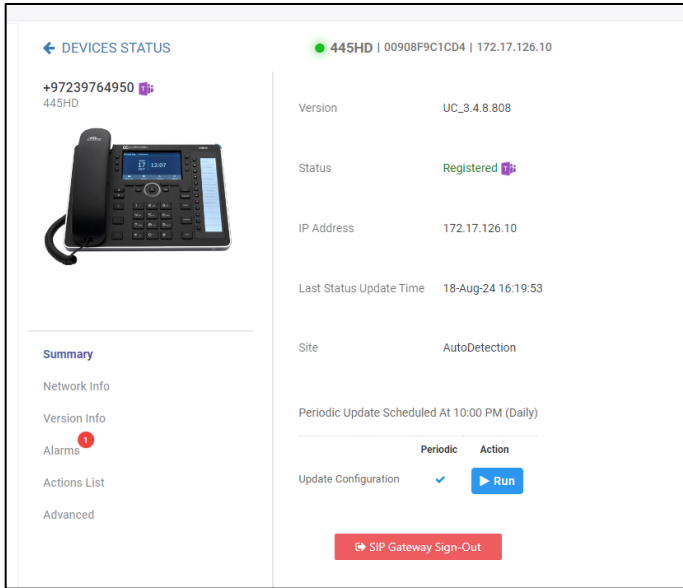 DEVICES STATUS
445HD | 00908F9C1CD4 | 172.17.126.10
+97239764950
445HD
17
12:07
Version UC_3.4.8.808
Status Registered
IP Address 172.17.126.10
Last Status Update Time 18-Aug-24 16:19:53
Site AutoDetection
Summary
Network Info
Version Info
Alarms 1
Actions List
Advanced
Periodic Update Scheduled At 10:00 PM (Daily)
Periodic Action
Update Configuration Run
SIP Gateway Sign-Out